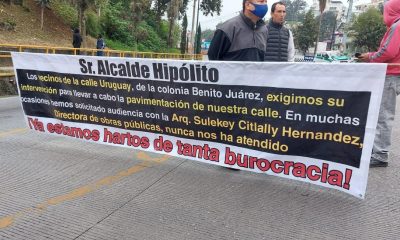 Sr. Alcalde Hipólito
Los vecinos de la calle Uruguay, de la colonia Benito Juárez, exigimos su
intervención para llevar a cabo la pavimentación de nuestra calle. En muchas
ocasiones hemos solicitado audiencia con la Arq. Sulekey Citlally Hernandez,
Directora de obras públicas, nunca nos ha atendido
¡Ya estamos hartos de tanta burocracia!